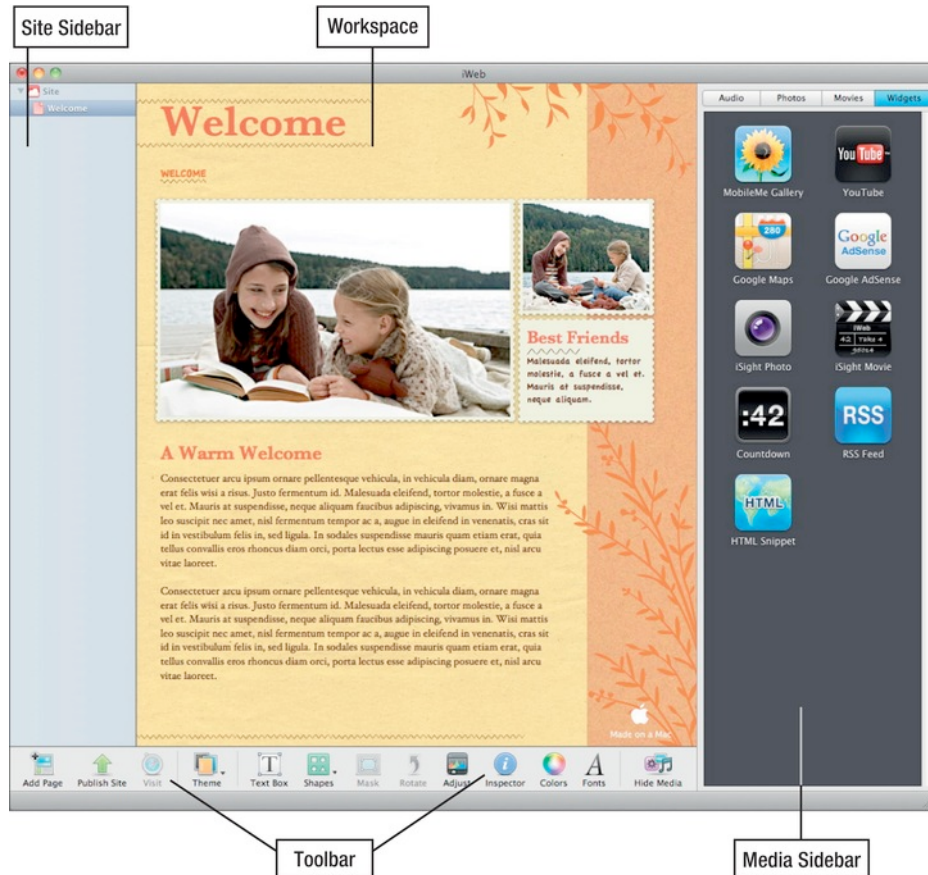 Site Sidebar
Workspace
iWeb
Site
Welcome
Audio Photos Movies Widgets
Welcome
WELCOME
Best Friends
Malesuada eleifend, tortor
molestie, a fusce a vel et.
Mauris at suspendisse,
neque aliquam.
A Warm Welcome
Consectetuer arcu ipsum ornare pellentesque vehicula, in vehicula diam, ornare magna
erat felis wisi a risus. Justo fermentum id. Malesuada eleifend, tortor molestie, a fusce a
vel et. Mauris at suspendisse, neque aliquam faucibus adipiscing, vivamus in. Wisi mattis
leo suscipit nec amet, nisl fermentum tempor ac a, augue in eleifend in venenatis, cras sit
id in vestibulum felis in, sed ligula. In sodales suspendisse mauris quam etiam erat, quia
tellus convallis eros rhoncus diam orci, porta lectus esse adipiscing posuere et, nisl arcu
vitae laoreet.
Consectetuer arcu ipsum ornare pellentesque vehicula, in vehicula diam, ornare magna
erat felis wisi a risus. Justo fermentum id. Malesuada eleifend, tortor molestie, a fusce a
vel et. Mauris at suspendisse, neque aliquam faucibus adipiscing, vivamus in. Wisi mattis
leo suscipit nec amet, nisl fermentum tempor ac a, augue in eleifend in venenatis, cras sit
id in vestibulum felis in, sed ligula. In sodales suspendisse mauris quam etiam erat, quia
tellus convallis eros rhoncus diam orci, porta lectus esse adipiscing posuere et, nisl arcu
vitae laoreet.
Made on a Mac
You Tube
MobileMe Gallery YouTube
280
Google
AdSense
Google Maps Google AdSense
iWeb
42 Take 4
iSight Photo iSight Movie
:42 RSS
Countdown RSS Feed
HTML
HTML Snippet
Add Page Publish Site Visit Theme Text Box Shapes Mask Rotate Adjust Inspector Colors Fonts Hide Media
Toolbar
Media Sidebar